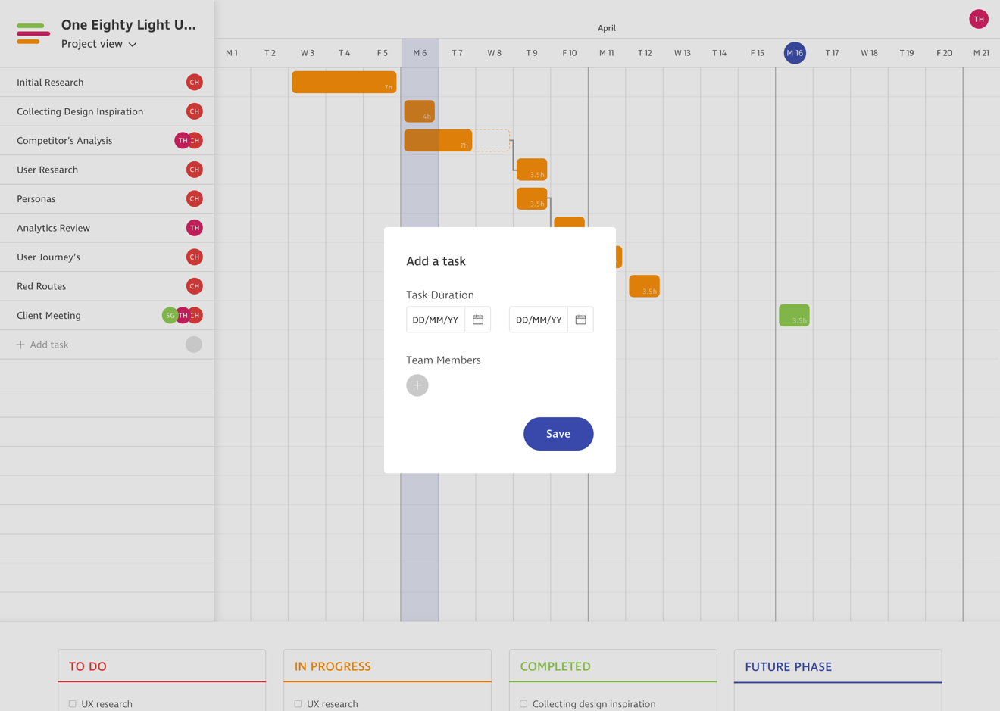 One Eighty Light U...
Project view
TH
April
M 1 T 2 W 3 T 4 F 5 M 6 T 7 W 8 T 9 F 10 M 11 T 12 W 13 T 14 F 15 M 16 T 17 W 18 T 19 F 20 M 21
Initial Research CH 7h
Collecting Design Inspiration CH 4h
Competitor's Analysis TH CH 7h
User Research CH 3.5h
Personas CH 3.5h
Analytics Review TH
User Journey's CH
Red Routes CH 3.5h
Client Meeting SG TH CH 3.5h
+ Add task
Add a task
Task Duration
DD/MM/YY DD/MM/YY
Team Members
+
Save
TO DO
UX research
IN PROGRESS
UX research
COMPLETED
Collecting design inspiration
FUTURE PHASE